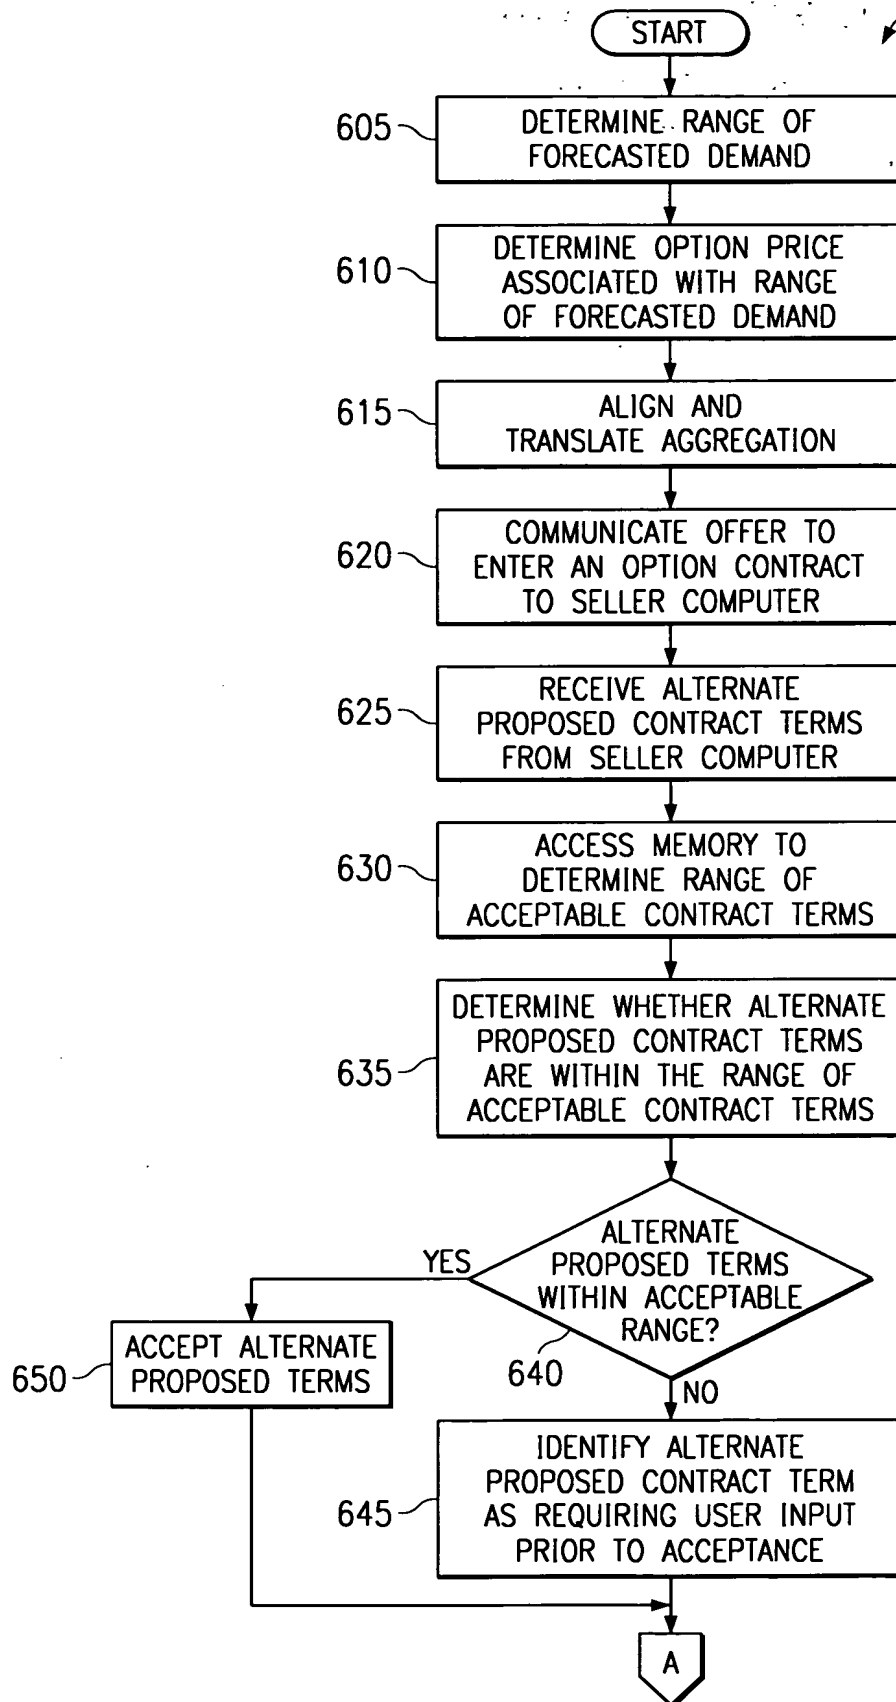 START
605
DETERMINE RANGE OF
FORECASTED DEMAND
610
DETERMINE OPTION PRICE
ASSOCIATED WITH RANGE
OF FORECASTED DEMAND
615
ALIGN AND
TRANSLATE AGGREGATION
620
COMMUNICATE OFFER TO
ENTER AN OPTION CONTRACT
TO SELLER COMPUTER
625
RECEIVE ALTERNATE
PROPOSED CONTRACT TERMS
FROM SELLER COMPUTER
630
ACCESS MEMORY TO
DETERMINE RANGE OF
ACCEPTABLE CONTRACT TERMS
635
DETERMINE WHETHER ALTERNATE
PROPOSED CONTRACT TERMS
ARE WITHIN THE RANGE OF
ACCEPTABLE CONTRACT TERMS
ALTERNATE
PROPOSED TERMS
WITHIN ACCEPTABLE
RANGE?
640
YES
650
ACCEPT ALTERNATE
PROPOSED TERMS
NO
645
IDENTIFY ALTERNATE
PROPOSED CONTRACT TERM
AS REQUIRING USER INPUT
PRIOR TO ACCEPTANCE
A